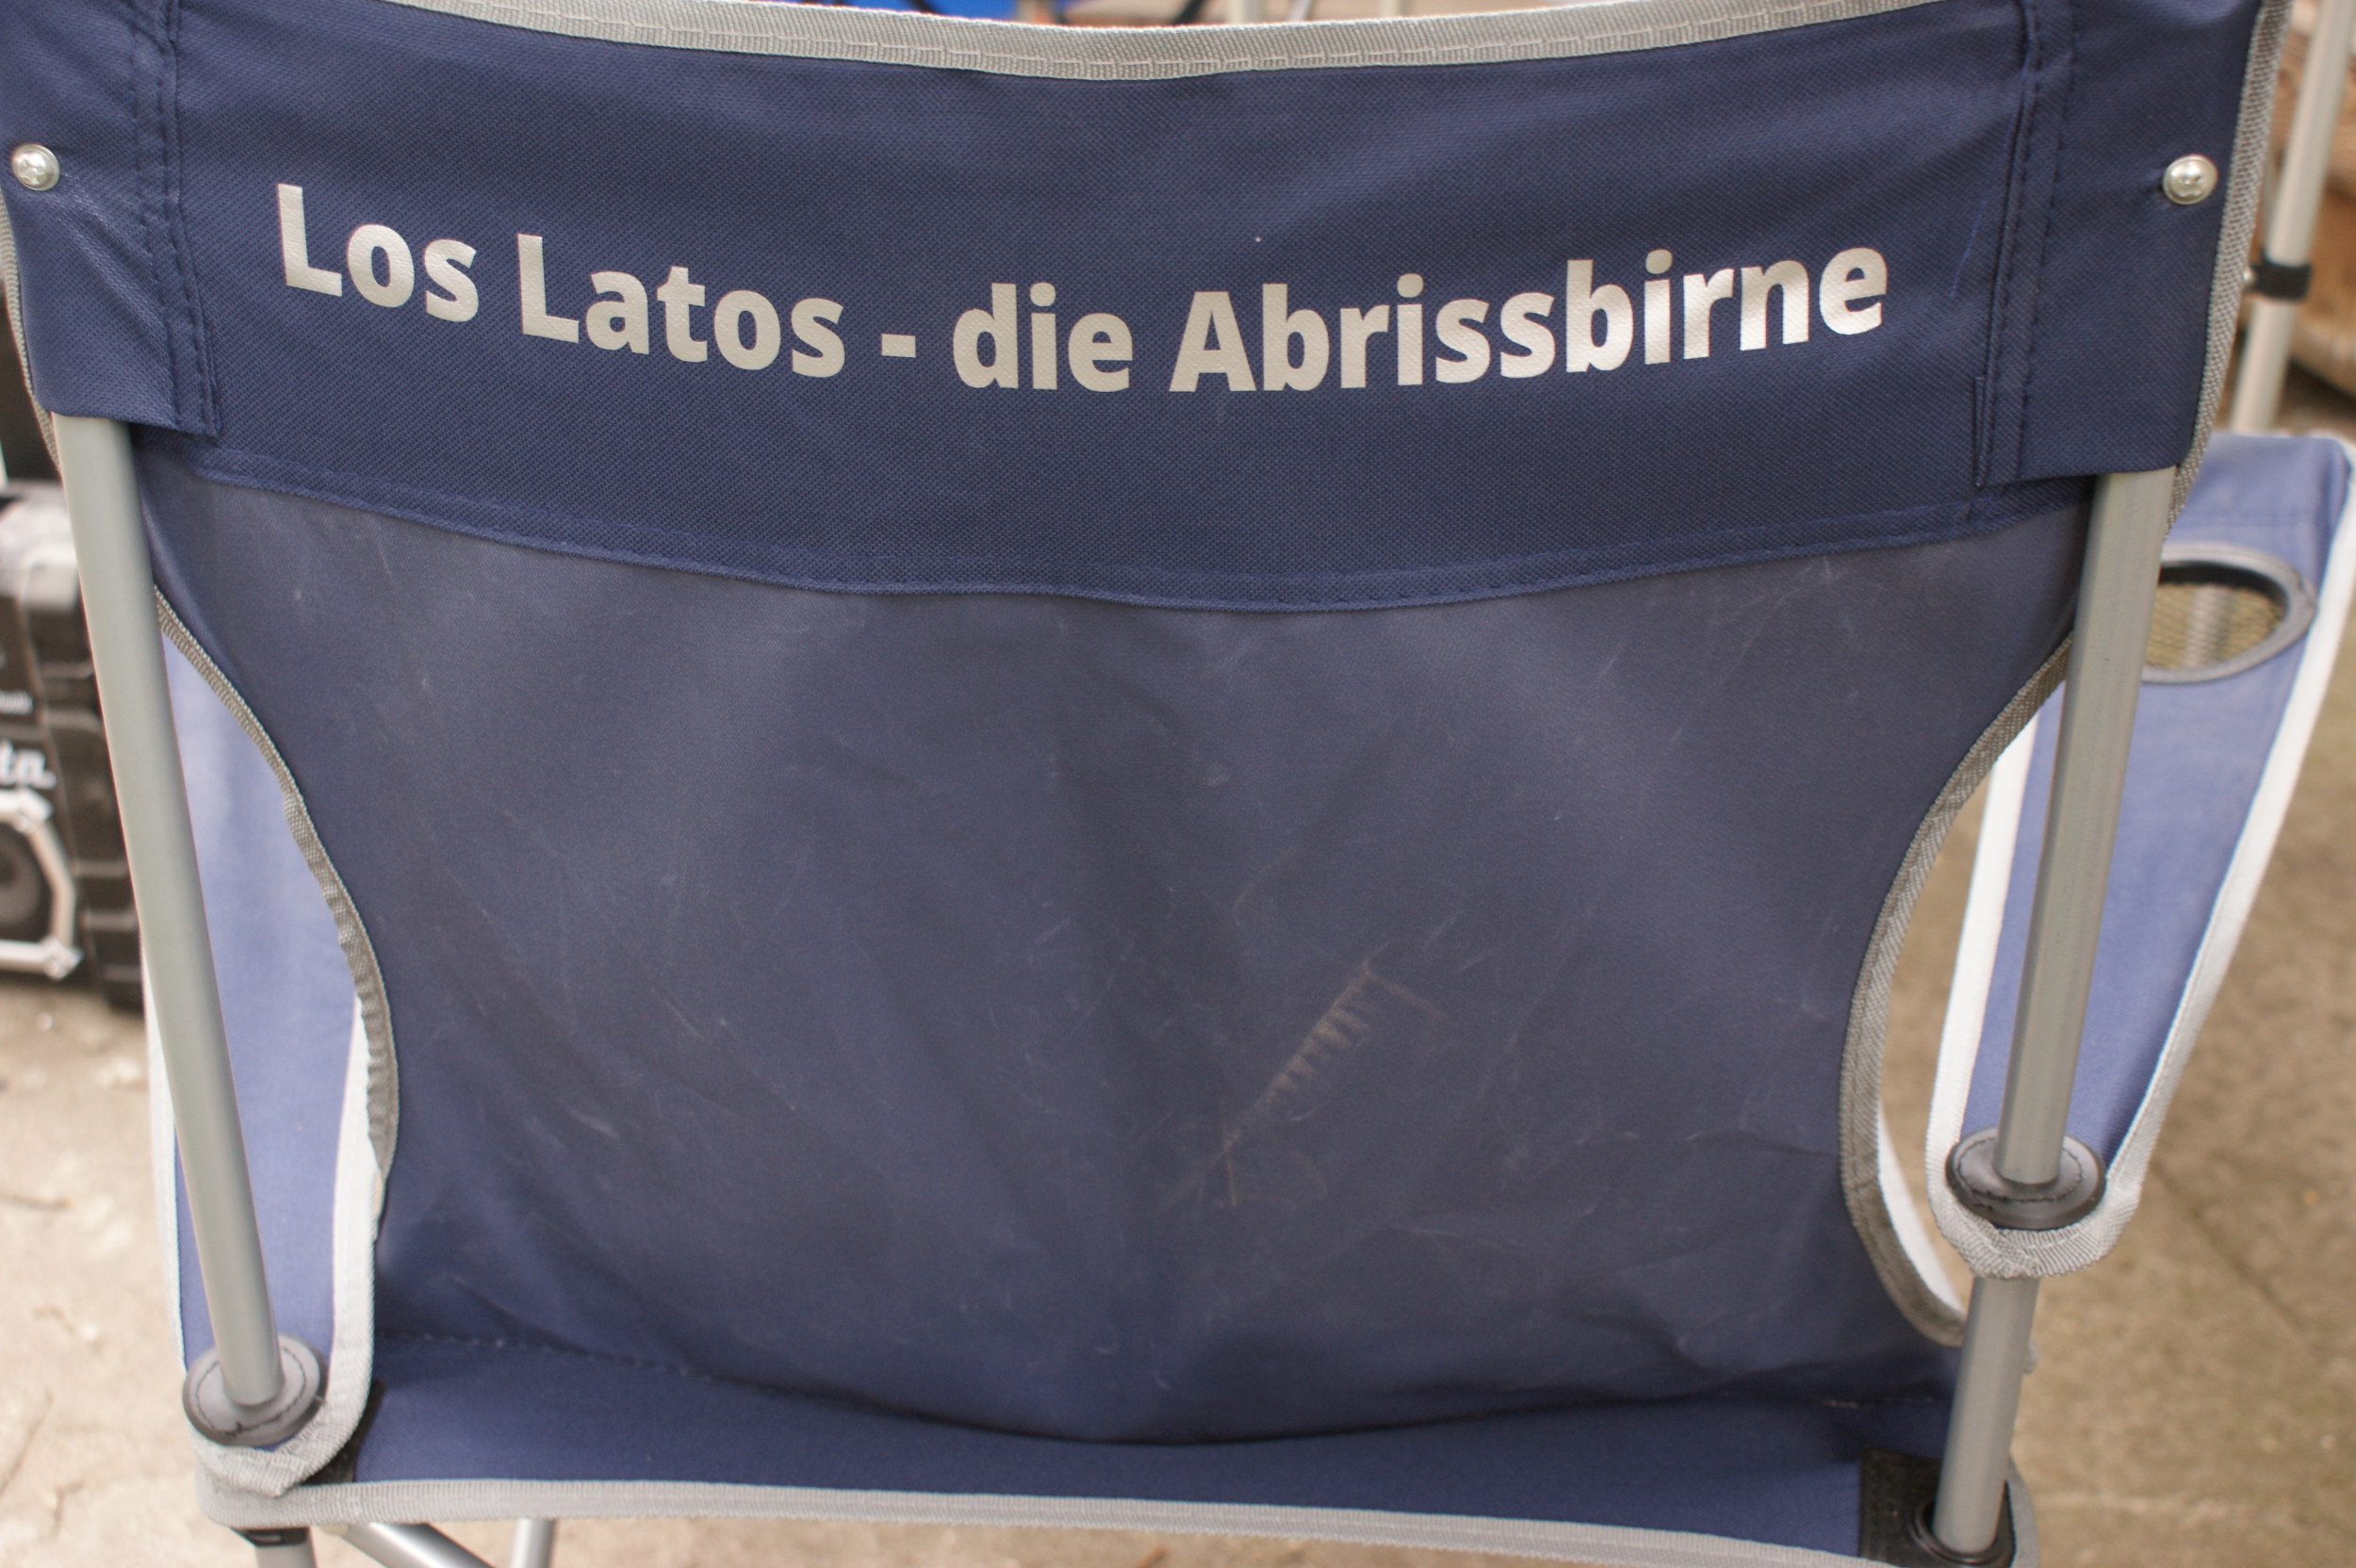 Los Latos - die Abrissbirne